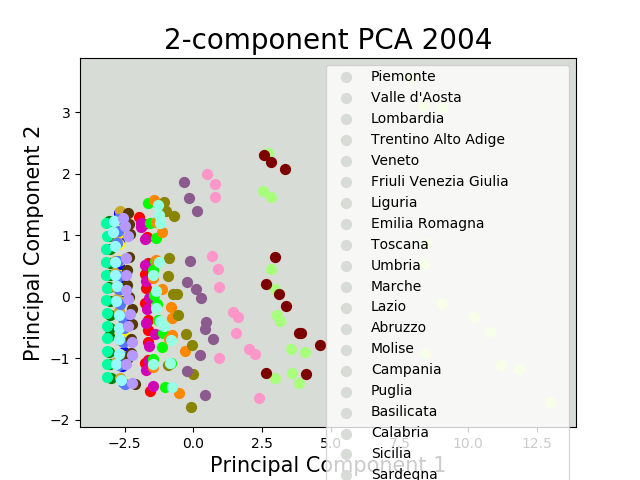 2-component PCA 2004
Principal Component 2
3
2
1
0
−1
−2
−2.5
0.0
2.5
5.0
7.5
10.0
12.5
Principal Component 1
Piemonte
Valle d'Aosta
Lombardia
Trentino Alto Adige
Veneto
Friuli Venezia Giulia
Liguria
Emilia Romagna
Toscana
Umbria
Marche
Lazio
Abruzzo
Molise
Campania
Puglia
Basilicata
Calabria
Sicilia
Sardegna